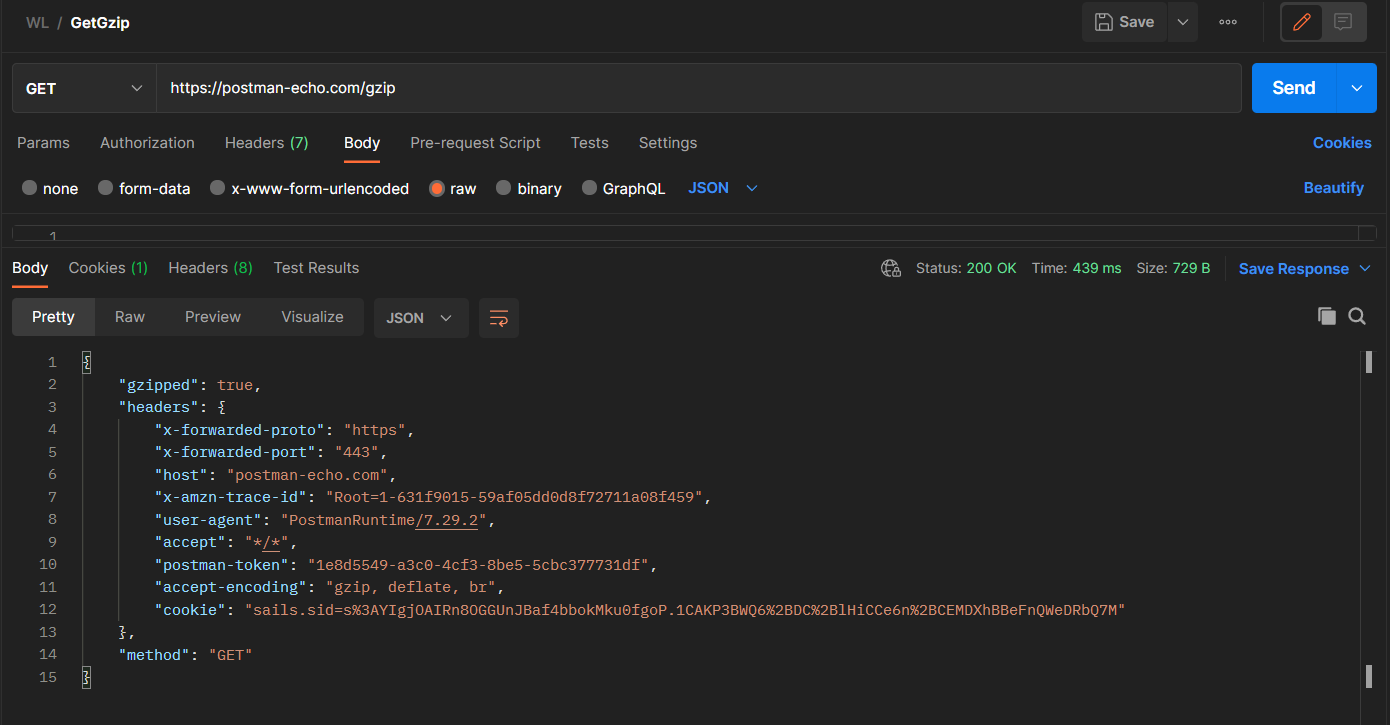 WL / GetGzip
Save
GET
https://postman-echo.com/gzip
Send
Params Authorization Headers (7) Body Pre-request Script Tests Settings Cookies
none form-data x-www-form-urlencoded raw binary GraphQL JSON Beautify
1
Body Cookies (1) Headers (8) Test Results Status: 200 OK Time: 439 ms Size: 729 B Save Response
Pretty Raw Preview Visualize JSON
1 {
2 "gzipped": true,
3 "headers": {
4 "x-forwarded-proto": "https",
5 "x-forwarded-port": "443",
6 "host": "postman-echo.com",
7 "x-amzn-trace-id": "Root=1-631f9015-59af05dd0d8f72711a08f459",
8 "user-agent": "PostmanRuntime/7.29.2",
9 "accept": "*/*",
10 "postman-token": "1e8d5549-a3c0-4cf3-8be5-5cbc377731df",
11 "accept-encoding": "gzip, deflate, br",
12 "cookie": "sails.sid=s%3AYIgjOAIRn8OGGUnJBaf4bbokMku0fgoP.1CAKP3BWQ6%2BDC%2BlHiCCe6n%2BCEMDXhBBeFnQWeDRbQ7M"
13 },
14 "method": "GET"
15 }